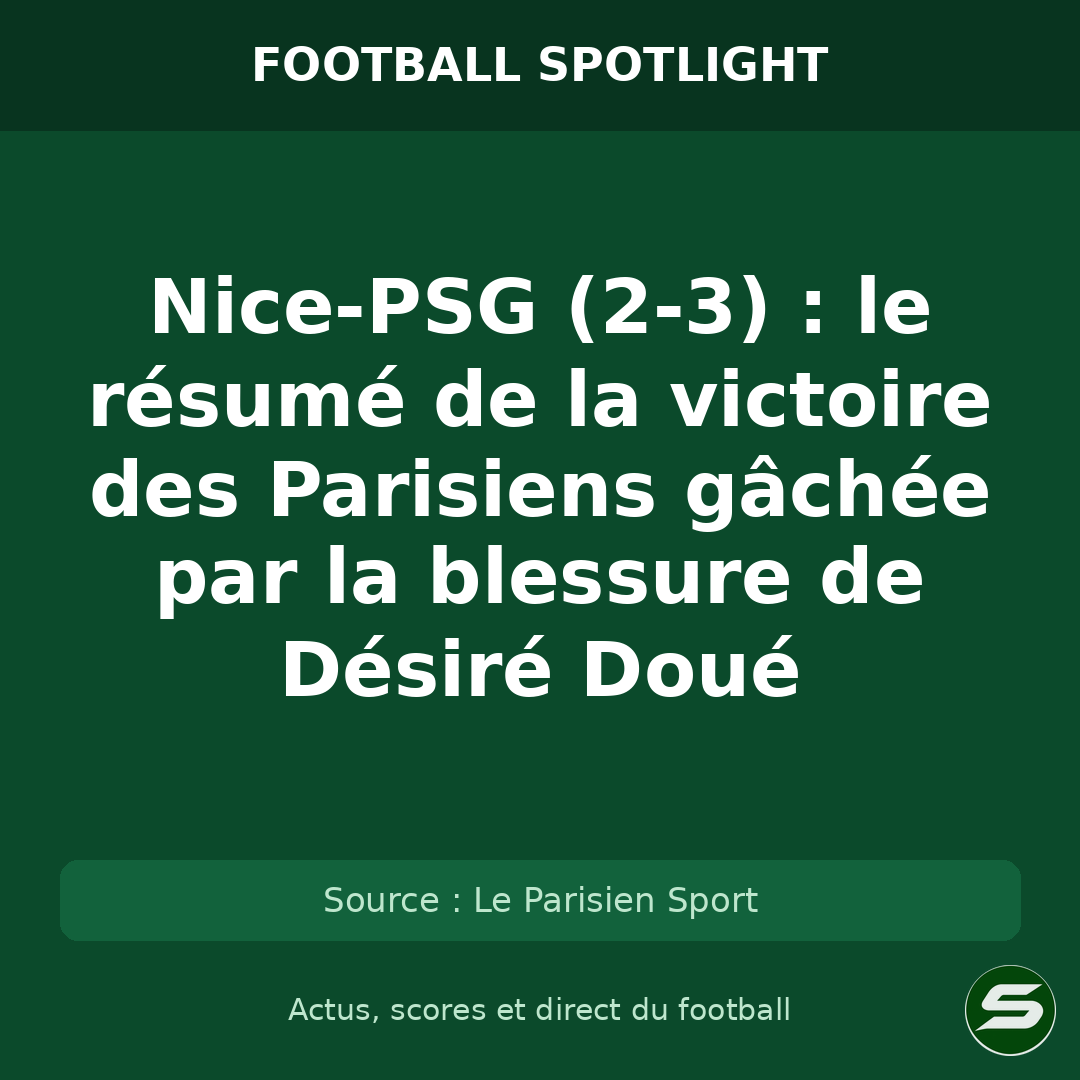 FOOTBALL SPOTLIGHT
Nice-PSG (2-3) : le
résumé de la victoire
des Parisiens gâchée
par la blessure de
Désiré Doué
Source : Le Parisien Sport
Actus, scores et direct du football
S